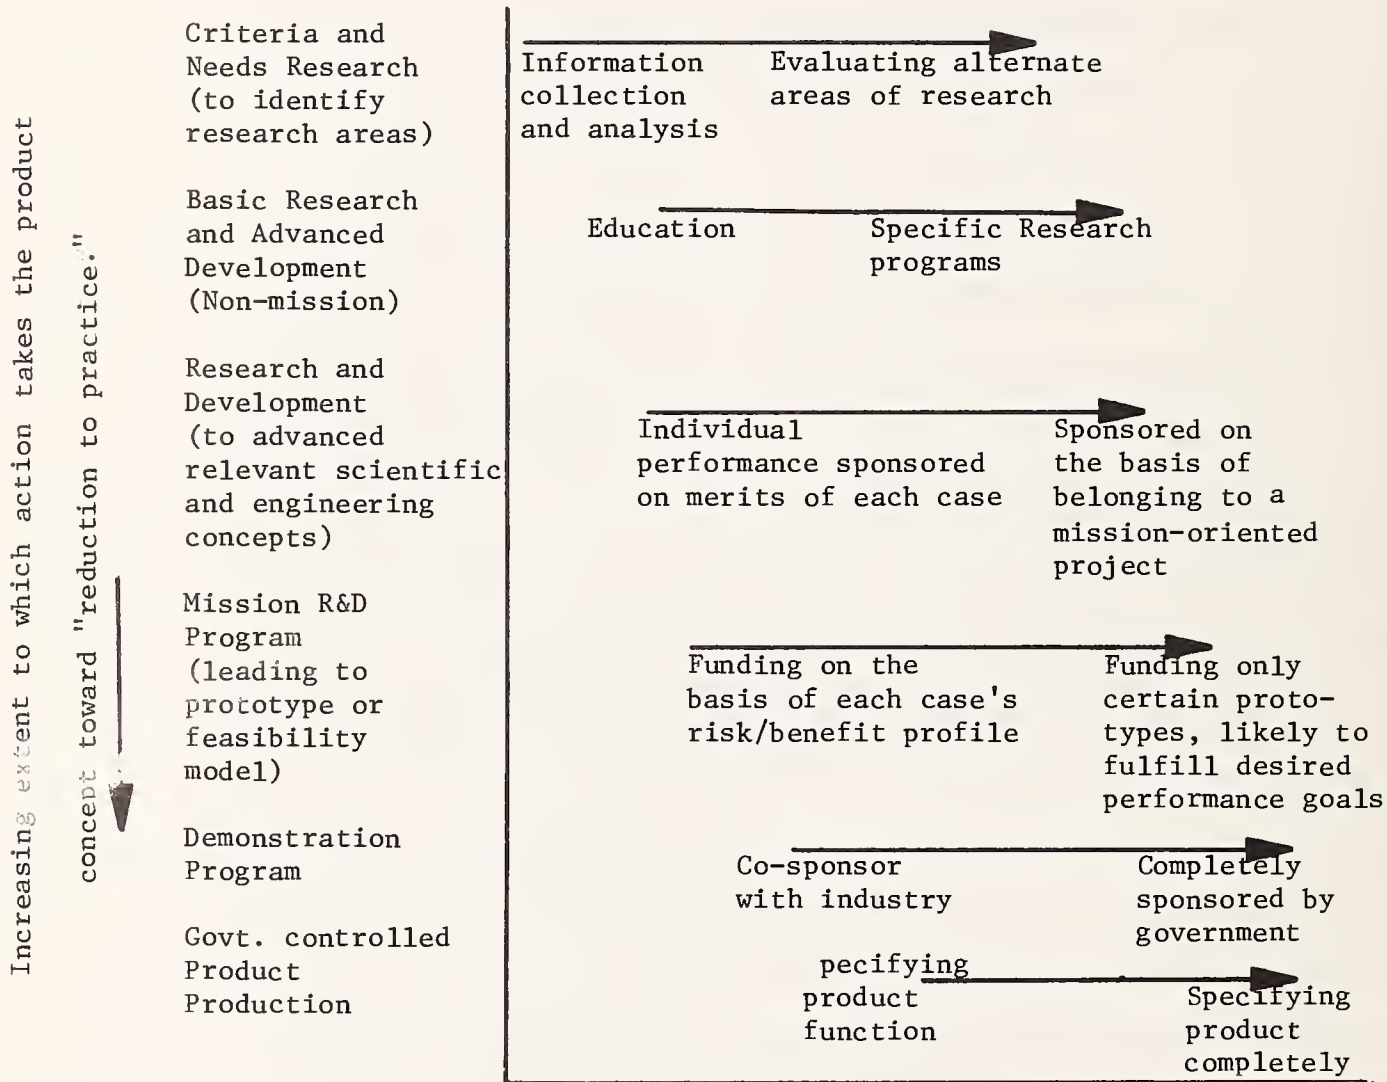 Increasing extent to which action takes the product
concept toward "reduction to practice."
Criteria and
Needs Research
(to identify
research areas)
Information
collection
and analysis
Evaluating alternate
areas of research
Basic Research
and Advanced
Development
(Non-mission)
Education
Specific Research
programs
Research and
Development
(to advanced
relevant scientific
and engineering
concepts)
Individual
performance sponsored
on merits of each case
Sponsored on
the basis of
belonging to a
mission-oriented
project
Mission R&D
Program
(leading to
prototype or
feasibility
model)
Funding on the
basis of each case's
risk/benefit profile
Funding only
certain proto-
types, likely to
fulfill desired
performance goals
Demonstration
Program
Co-sponsor
with industry
Completely
sponsored by
government
Govt. controlled
Product
Production
pecifying
product
function
Specifying
product
completely